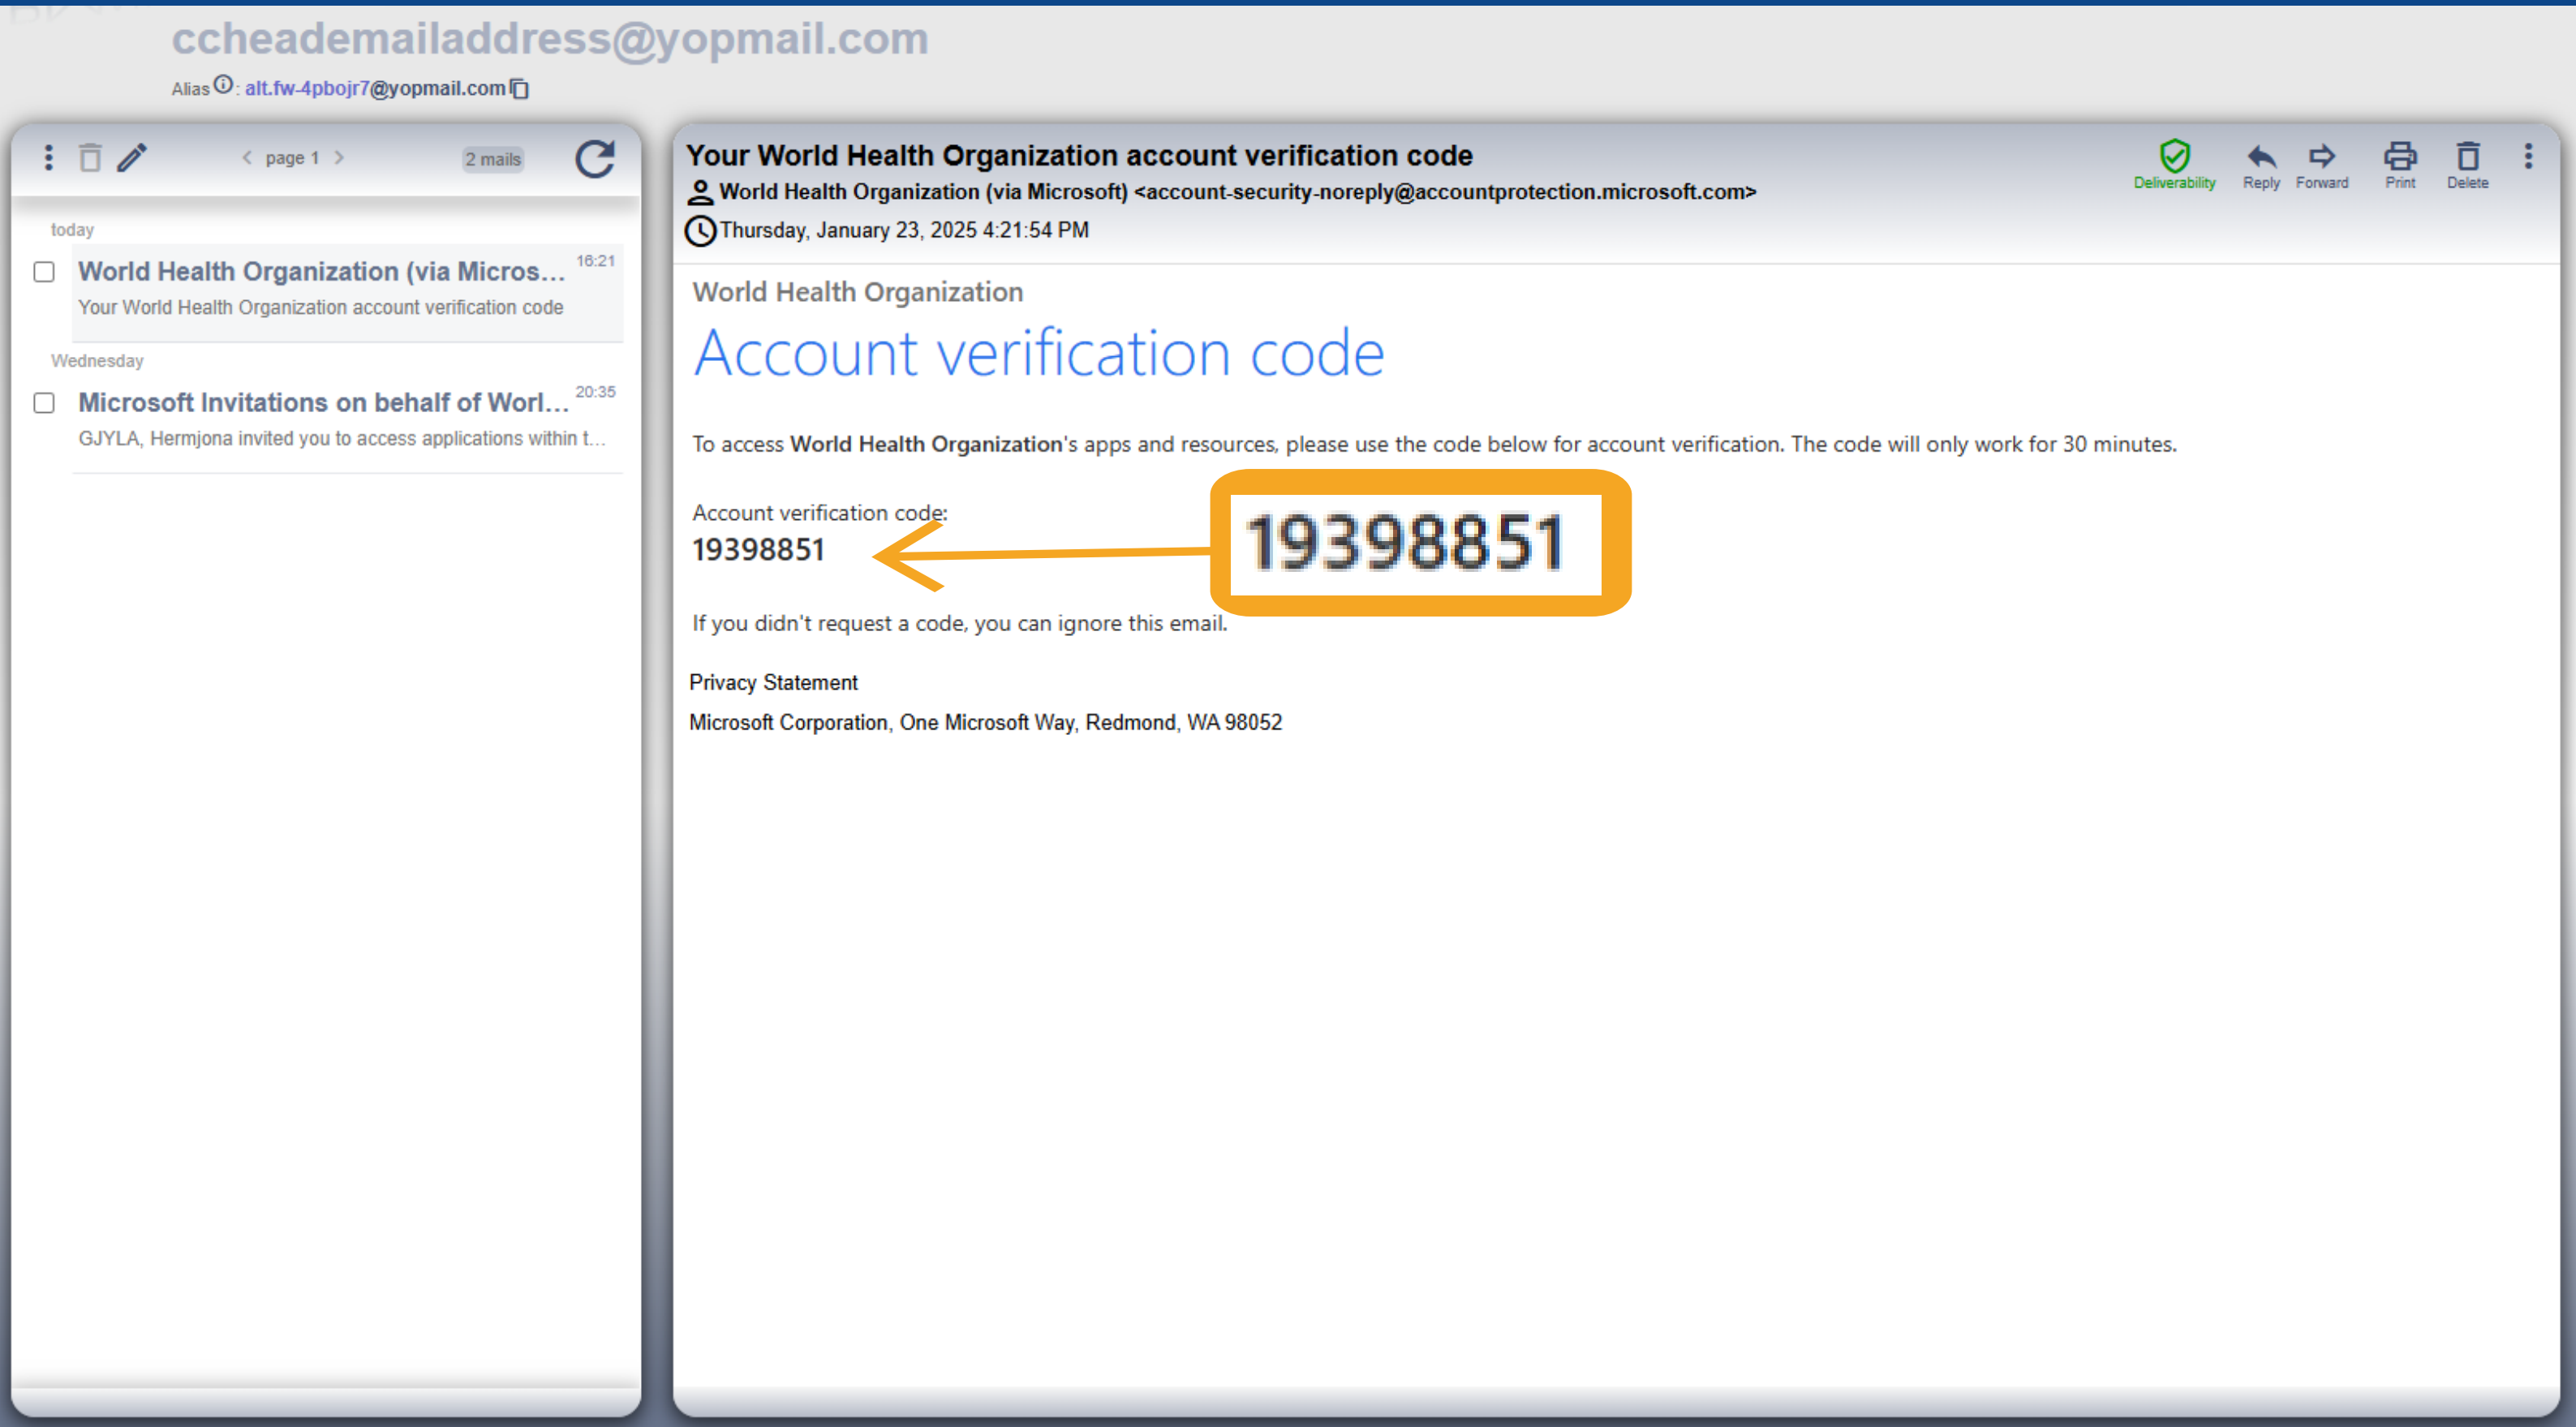 ccheademailaddress@yopmail.com
Alias : alt.fw-4pbojr7@yopmail.com
page 1
2 mails
today
World Health Organization (via Micros... 16:21
Your World Health Organization account verification code
Wednesday
Microsoft Invitations on behalf of Worl... 20:35
GJYLA, Hermjona invited you to access applications within t...
Your World Health Organization account verification code
World Health Organization (via Microsoft) <account-security-noreply@accountprotection.microsoft.com>
Thursday, January 23, 2025 4:21:54 PM
Deliverability Reply Forward Print Delete
World Health Organization
Account verification code
To access World Health Organization's apps and resources, please use the code below for account verification. The code will only work for 30 minutes.
Account verification code:
19398851
19398851
If you didn't request a code, you can ignore this email.
Privacy Statement
Microsoft Corporation, One Microsoft Way, Redmond, WA 98052